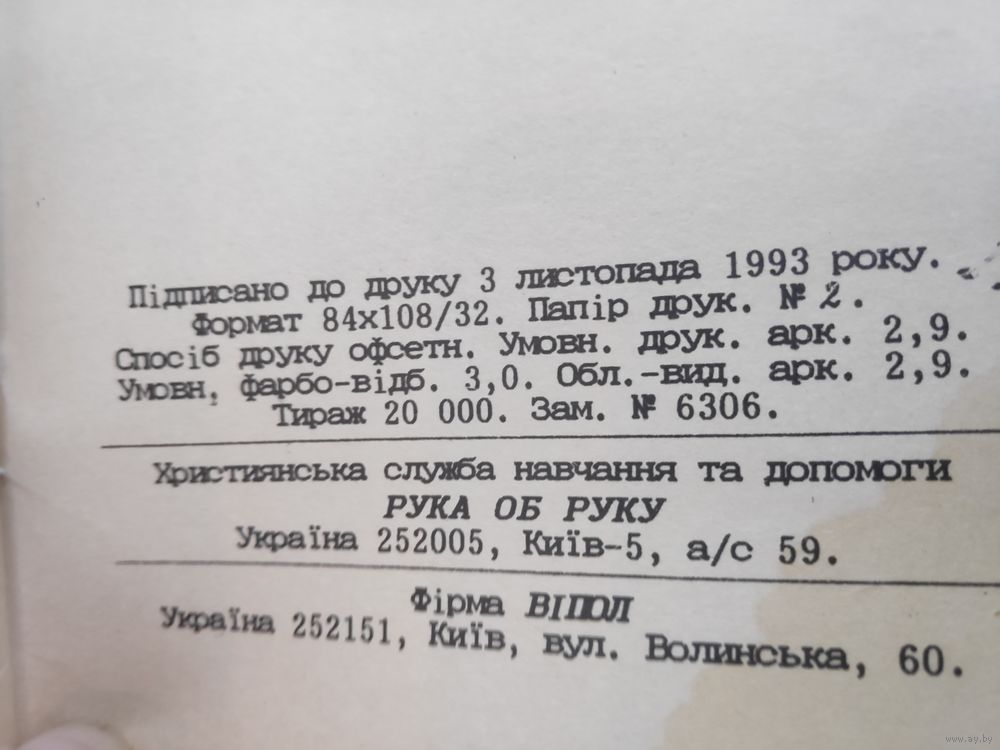 Підписано до друку 3 листопада 1993 року.
Формат 84х108/32. Папір друк. № 2.
Спосіб друку офсетн. Умовн. друк. арк. 2,9.
Умовн. фарбо-відб. 3,0. Обл.-вид. арк. 2,9.
Тираж 20 000. Зам. № 6306.
Християнська служба навчання та допомоги
РУКА ОБ РУКУ
Україна 252005, Київ-5, а/с 59.
Фірма ВІПОЛ
Україна 252151, Київ, вул. Волинська, 60.
www.ay.by